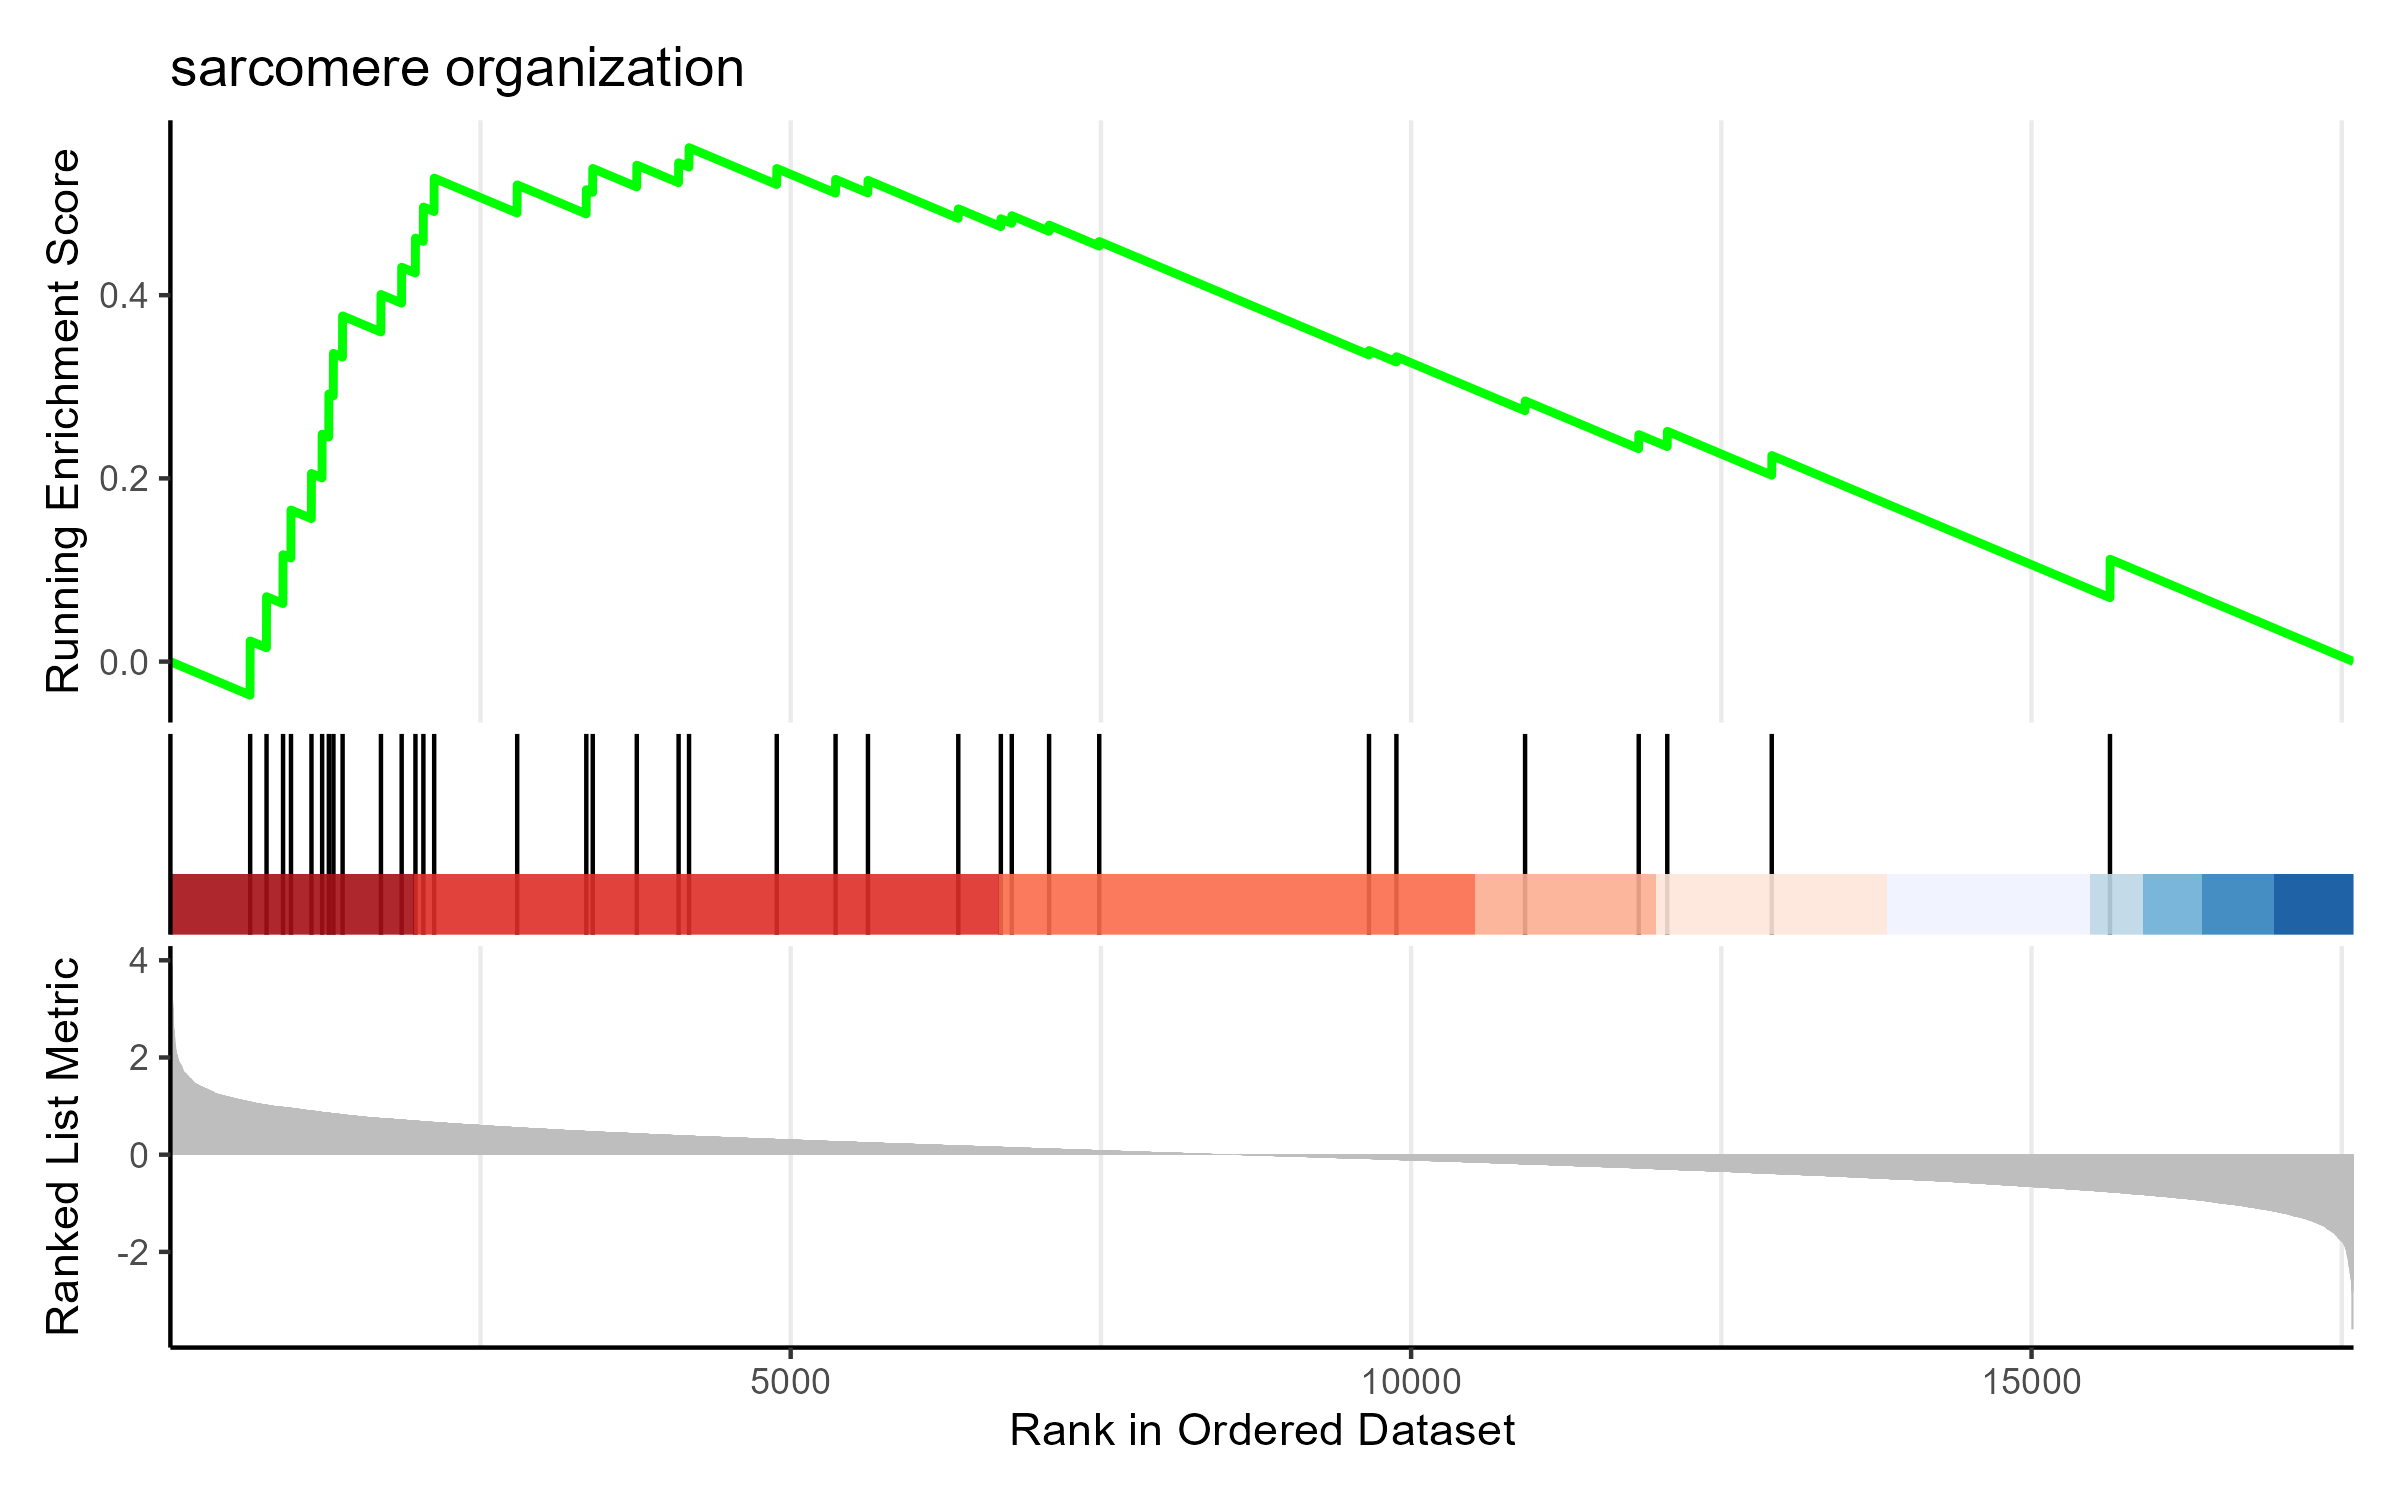 sarcomere organization
Running Enrichment Score
0.4
0.2
0.0
Ranked List Metric
4
2
0
-2
5000
10000
15000
Rank in Ordered Dataset